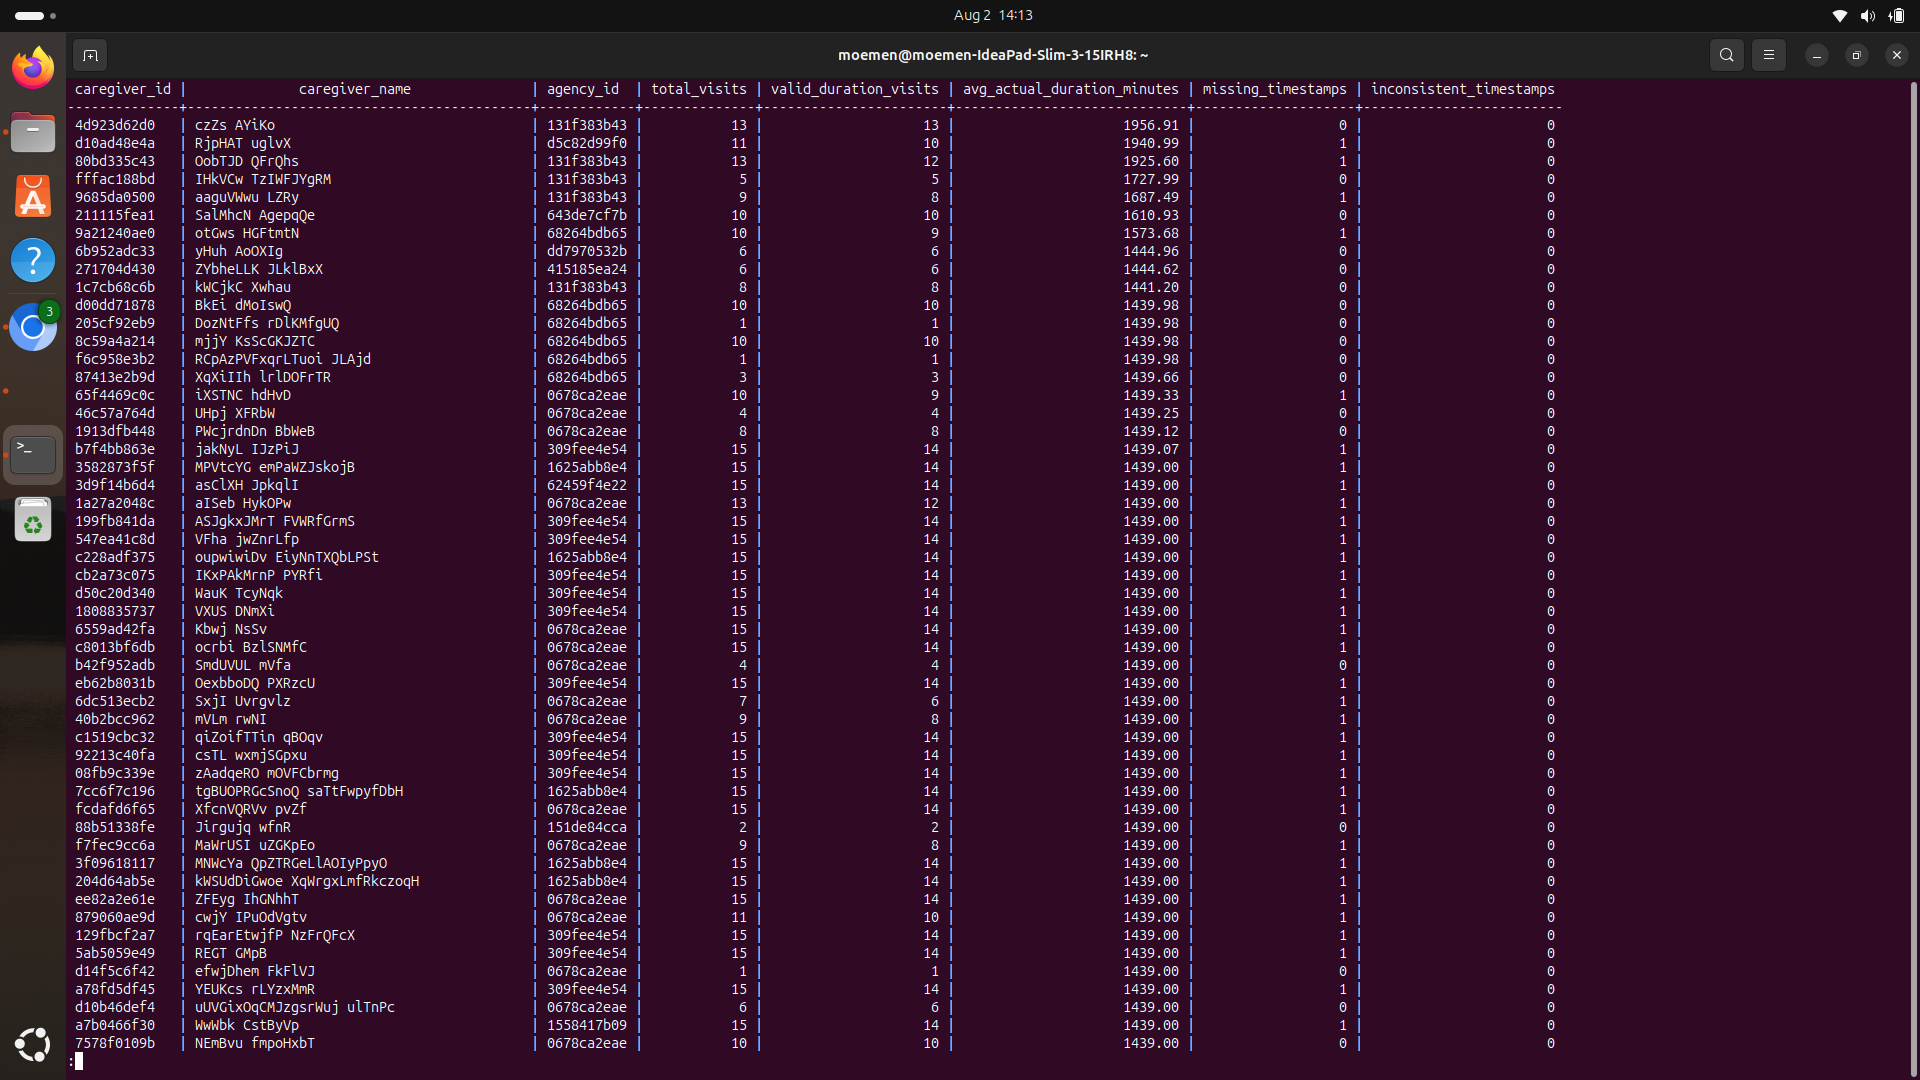 Aug 2 14:13
moemen@moemen-IdeaPad-Slim-3-15IRH8: ~
caregiver_id | caregiver_name | agency_id | total_visits | valid_duration_visits | avg_actual_duration_minutes | missing_timestamps | inconsistent_timestamps
4d923d62d0 | czZs AYiKo | 131f383b43 | 13 | 13 | 1956.91 | 0 | 0
d10ad48e4a | RjpHAT uglvX | d5c82d99f0 | 11 | 10 | 1940.99 | 1 | 0
80bd335c43 | OobTJD QFrQhs | 131f383b43 | 13 | 12 | 1925.60 | 1 | 0
fffac188bd | IHkVCw TzIWFJYgRM | 131f383b43 | 5 | 5 | 1727.99 | 0 | 0
9685da0500 | aaguVWwu LZRy | 131f383b43 | 9 | 8 | 1687.49 | 1 | 0
211115fea1 | SalMhcN AgepqQe | 643de7cf7b | 10 | 10 | 1610.93 | 0 | 0
9a21240ae0 | otGws HGFtmtN | 68264bdb65 | 10 | 9 | 1573.68 | 1 | 0
6b952adc33 | yHuh AoOXIg | dd7970532b | 6 | 6 | 1444.96 | 0 | 0
271704d430 | ZYbheLLK JLklBxX | 415185ea24 | 6 | 6 | 1444.62 | 0 | 0
1c7cb68c6b | kWCjkC Xwhau | 131f383b43 | 8 | 8 | 1441.20 | 0 | 0
d00dd71878 | BkEi dMoIswQ | 68264bdb65 | 10 | 10 | 1439.98 | 0 | 0
205cf92eb9 | DozNtFfs rDlKMfgUQ | 68264bdb65 | 1 | 1 | 1439.98 | 0 | 0
8c59a4a214 | mjjY KsScGKJZTC | 68264bdb65 | 10 | 10 | 1439.98 | 0 | 0
f6c958e3b2 | RCpAzPVFxqrLTuoi JLAjd | 68264bdb65 | 1 | 1 | 1439.98 | 0 | 0
87413e2b9d | XqXiIIh lrlDOFrTR | 68264bdb65 | 3 | 3 | 1439.66 | 0 | 0
65f4469c0c | iXSTNC hdHvD | 0678ca2eae | 10 | 9 | 1439.33 | 1 | 0
46c57a764d | UHpj XFRbW | 0678ca2eae | 4 | 4 | 1439.25 | 0 | 0
1913dfb448 | PWcjrdnDn BbWeB | 0678ca2eae | 8 | 8 | 1439.12 | 0 | 0
b7f4bb863e | jakNyL IJzPiJ | 309fee4e54 | 15 | 14 | 1439.07 | 1 | 0
3582873f5f | MPVtcYG emPaWZJskojB | 1625abb8e4 | 15 | 14 | 1439.00 | 1 | 0
3d9f14b6d4 | asClXH JpkqlI | 62459f4e22 | 15 | 14 | 1439.00 | 1 | 0
1a27a2048c | aISeb HykOPw | 0678ca2eae | 13 | 12 | 1439.00 | 1 | 0
199fb841da | ASJgkxJMrT FVWRfGrmS | 309fee4e54 | 15 | 14 | 1439.00 | 1 | 0
547ea41c8d | VFha jwZnrLfp | 309fee4e54 | 15 | 14 | 1439.00 | 1 | 0
c228adf375 | oupwiwiDv EiyNnTXQbLPSt | 1625abb8e4 | 15 | 14 | 1439.00 | 1 | 0
cb2a73c075 | IKxPAkMrnP PYRfi | 309fee4e54 | 15 | 14 | 1439.00 | 1 | 0
d50c20d340 | WauK TcyNqk | 309fee4e54 | 15 | 14 | 1439.00 | 1 | 0
1808835737 | VXUS DNmXi | 309fee4e54 | 15 | 14 | 1439.00 | 1 | 0
6559ad42fa | Kbwj NsSv | 0678ca2eae | 15 | 14 | 1439.00 | 1 | 0
c8013bf6db | ocrbi BzlSNMfC | 0678ca2eae | 15 | 14 | 1439.00 | 1 | 0
b42f952adb | SmdUVUL mVfa | 0678ca2eae | 4 | 4 | 1439.00 | 0 | 0
eb62b8031b | OexbboDQ PXRzcU | 309fee4e54 | 15 | 14 | 1439.00 | 1 | 0
6dc513ecb2 | SxjI Uvrgvlz | 0678ca2eae | 7 | 6 | 1439.00 | 1 | 0
40b2bcc962 | mVLm rwNI | 0678ca2eae | 9 | 8 | 1439.00 | 1 | 0
c1519cbc32 | qiZoifTTin qBOqv | 309fee4e54 | 15 | 14 | 1439.00 | 1 | 0
92213c40fa | csTL wxmjSGpxu | 309fee4e54 | 15 | 14 | 1439.00 | 1 | 0
08fb9c339e | zAadqeRO mOVFCbrmg | 309fee4e54 | 15 | 14 | 1439.00 | 1 | 0
7cc6f7c196 | tgBUOPRGcSnoQ saTtFwpyfDbH | 1625abb8e4 | 15 | 14 | 1439.00 | 1 | 0
fcdafd6f65 | XfcnVQRVv pvZf | 0678ca2eae | 15 | 14 | 1439.00 | 1 | 0
88b51338fe | Jirgujq wfnR | 151de84cca | 2 | 2 | 1439.00 | 0 | 0
f7fec9cc6a | MaWrUSI uZGKpEo | 0678ca2eae | 9 | 8 | 1439.00 | 1 | 0
3f09618117 | MNWcYa QpZTRGeLlAOIyPpyO | 1625abb8e4 | 15 | 14 | 1439.00 | 1 | 0
204d64ab5e | kWSUdDiGwoe XqWrgxLmfRkczoqH | 1625abb8e4 | 15 | 14 | 1439.00 | 1 | 0
ee82a2e61e | ZFEyg IhGNhhT | 0678ca2eae | 15 | 14 | 1439.00 | 1 | 0
879060ae9d | cwjY IPuOdVgtv | 0678ca2eae | 11 | 10 | 1439.00 | 1 | 0
129fbcf2a7 | rqEarEtwjfP NzFrQFcX | 309fee4e54 | 15 | 14 | 1439.00 | 1 | 0
5ab5059e49 | REGT GMpB | 309fee4e54 | 15 | 14 | 1439.00 | 1 | 0
d14f5c6f42 | efwjDhem FkFlVJ | 0678ca2eae | 1 | 1 | 1439.00 | 0 | 0
a78fd5df45 | YEUKcs rLYzxMmR | 309fee4e54 | 15 | 14 | 1439.00 | 1 | 0
d10b46def4 | uUVGixOqCMJzgsrWuj ulTnPc | 0678ca2eae | 6 | 6 | 1439.00 | 0 | 0
a7b0466f30 | WwWbk CstByVp | 1558417b09 | 15 | 14 | 1439.00 | 1 | 0
7578f0109b | NEmBvu fmpoHxbT | 0678ca2eae | 10 | 10 | 1439.00 | 0 | 0
:
3